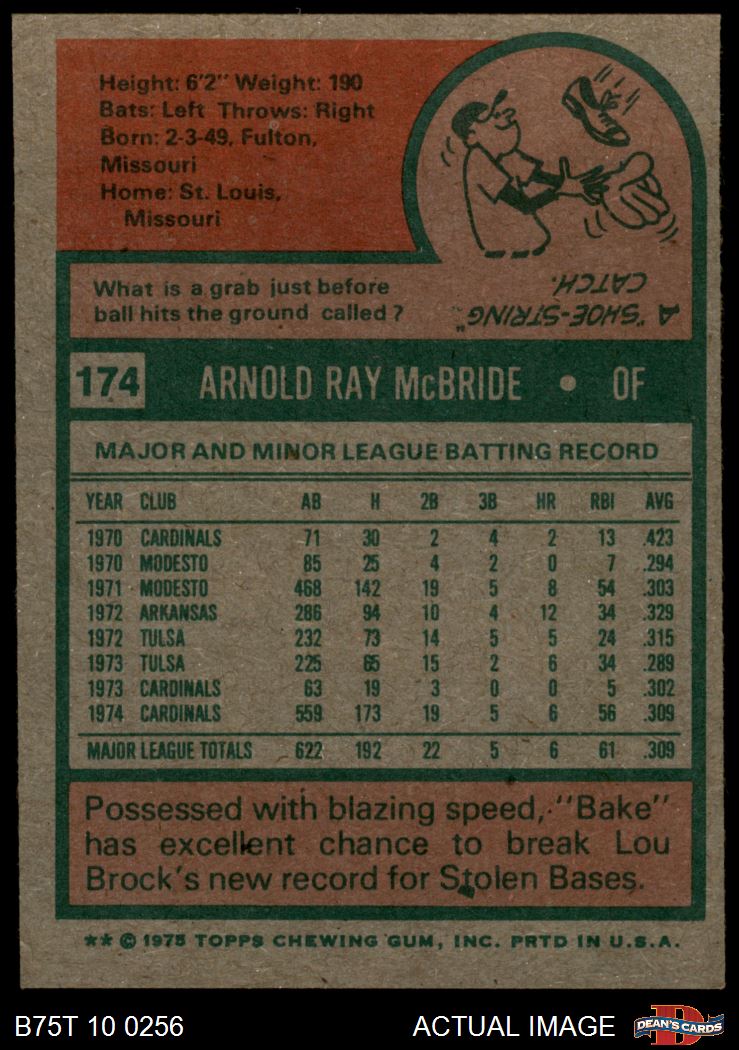 Height: 6'2" Weight: 190
Bats: Left Throws: Right
Born: 2-3-49, Fulton,
Missouri
Home: St. Louis,
Missouri
What is a grab just before
ball hits the ground called?
A "SHOE-STRING"
CATCH.
174 ARNOLD RAY McBRIDE • OF
MAJOR AND MINOR LEAGUE BATTING RECORD
YEAR CLUB AB H 2B 3B HR RBI AVG
1970 CARDINALS 71 30 2 4 2 13 .423
1970 MODESTO 85 25 4 2 0 7 .294
1971 MODESTO 468 142 19 5 8 54 .303
1972 ARKANSAS 286 94 10 4 12 34 .329
1972 TULSA 232 73 14 5 5 24 .315
1973 TULSA 225 65 15 2 6 34 .289
1973 CARDINALS 63 19 3 0 0 5 .302
1974 CARDINALS 559 173 19 5 6 56 .309
MAJOR LEAGUE TOTALS 622 192 22 5 6 61 .309
Possessed with blazing speed, "Bake"
has excellent chance to break Lou
Brock's new record for Stolen Bases.
** © 1975 TOPPS CHEWING GUM, INC. PRTD IN U.S.A.
B75T 10 0256 ACTUAL IMAGE D DEAN'S CARDS